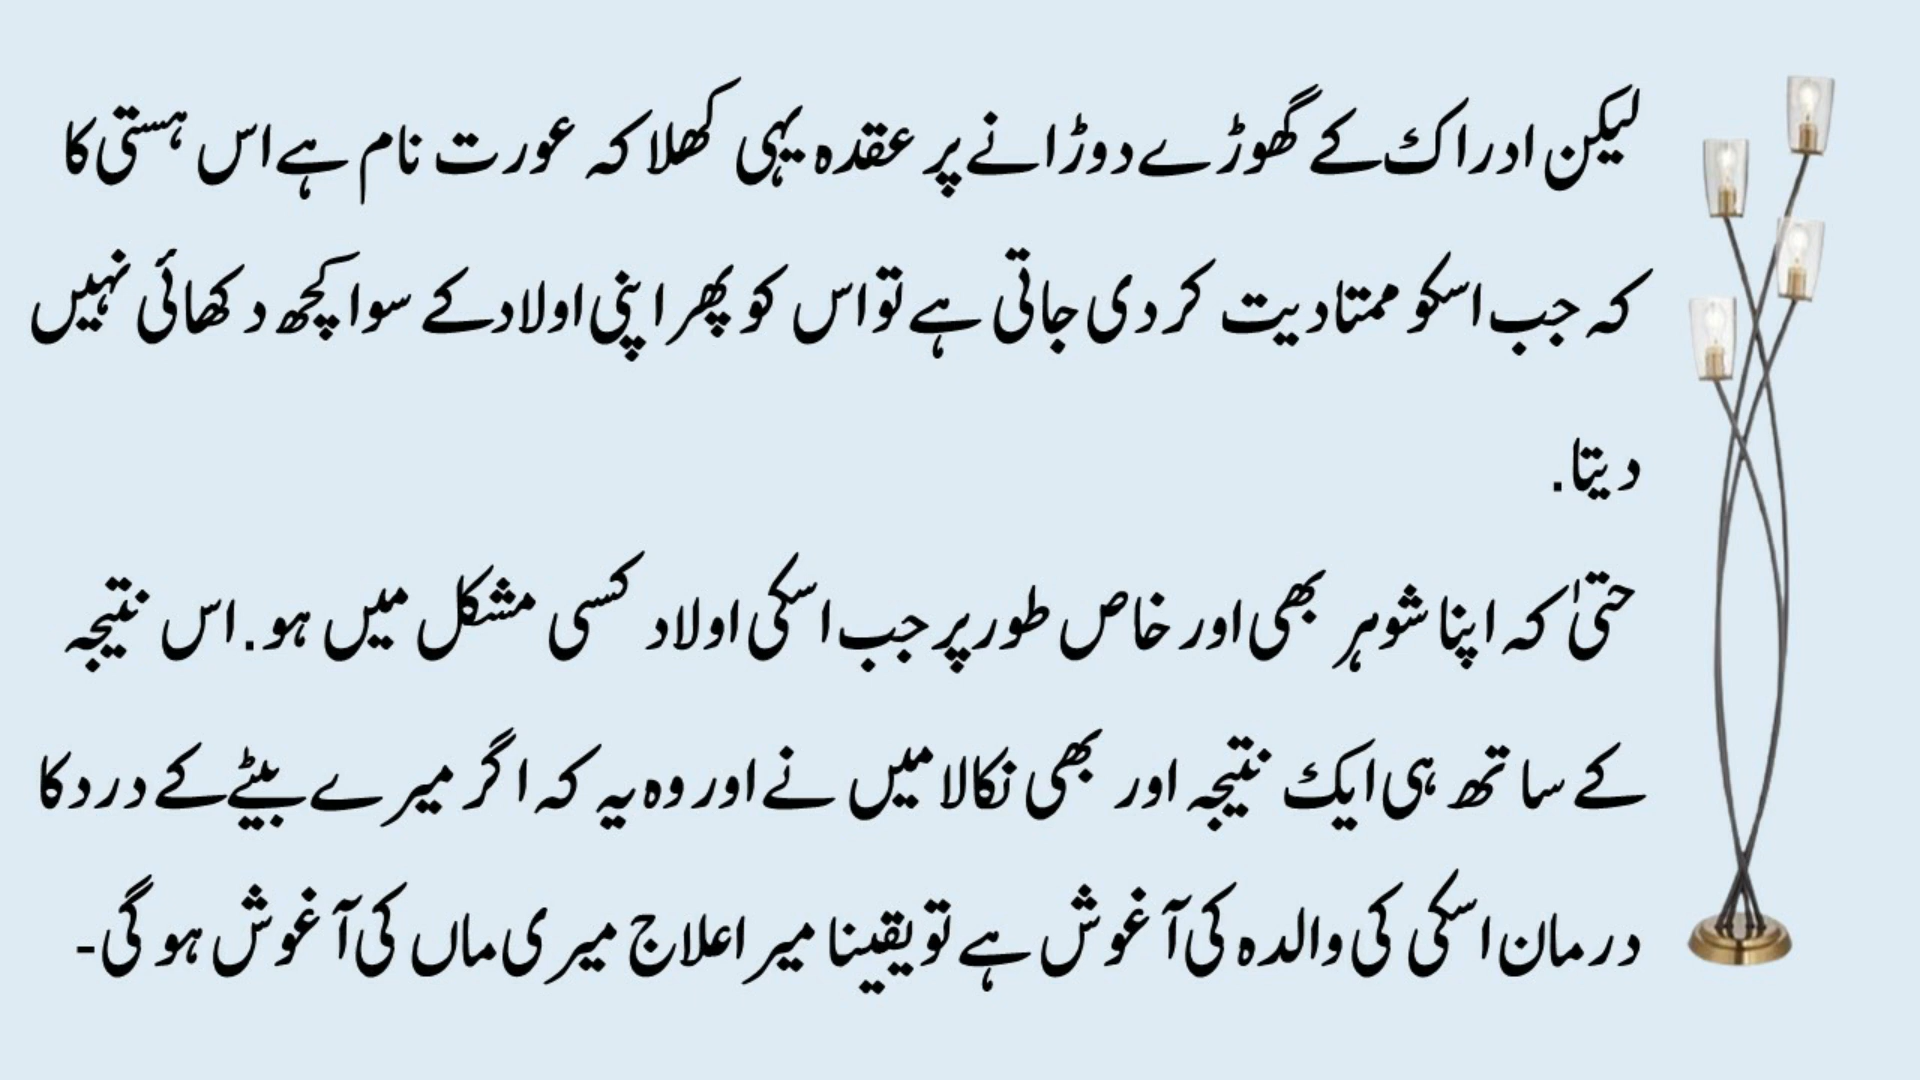 لیکن ادراک کے گھوڑے دوڑانے پر عقدہ یہی کھلا کہ عورت نام ہے اس ہستی کا
کہ جب اسکو ممتا دیت کر دی جاتی ہے تو اس کو پھر اپنی اولاد کے سوا کچھ دکھائی نہیں
دیتا.
حتیٰ کہ اپنا شوہر بھی اور خاص طور پر جب اسکی اولاد کسی مشکل میں ہو. اس نتیجہ
کے ساتھ ہی ایک نتیجہ اور بھی نکالا میں نے اور وہ یہ کہ اگر میرے بیٹے کے درد کا
درمان اسکی کی والدہ کی آغوش ہے تو یقینا میرا علاج میری ماں کی آغوش ہو گی-